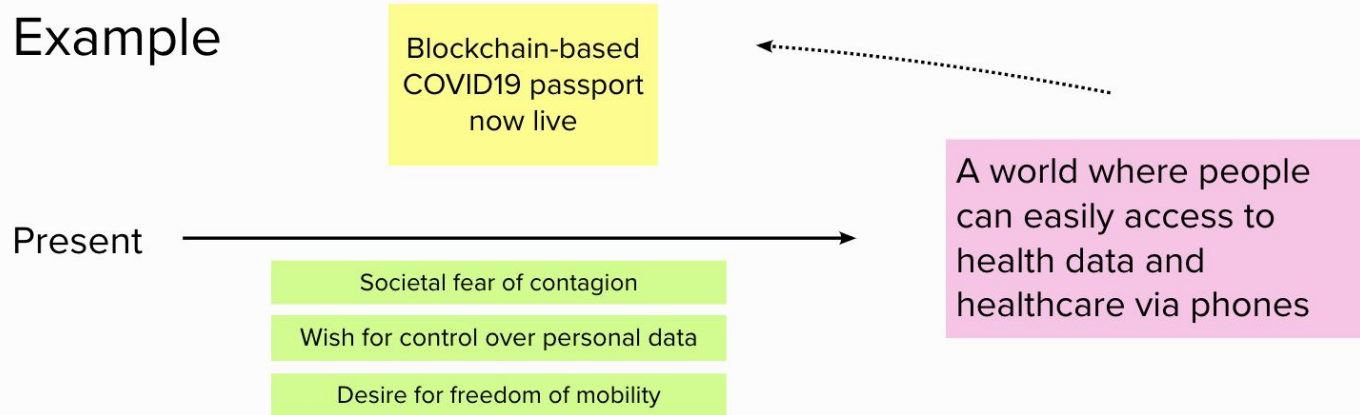 Example
Blockchain-based
COVID19 passport
now live
A world where people
can easily access to
health data and
healthcare via phones
Present
Societal fear of contagion
Wish for control over personal data
Desire for freedom of mobility